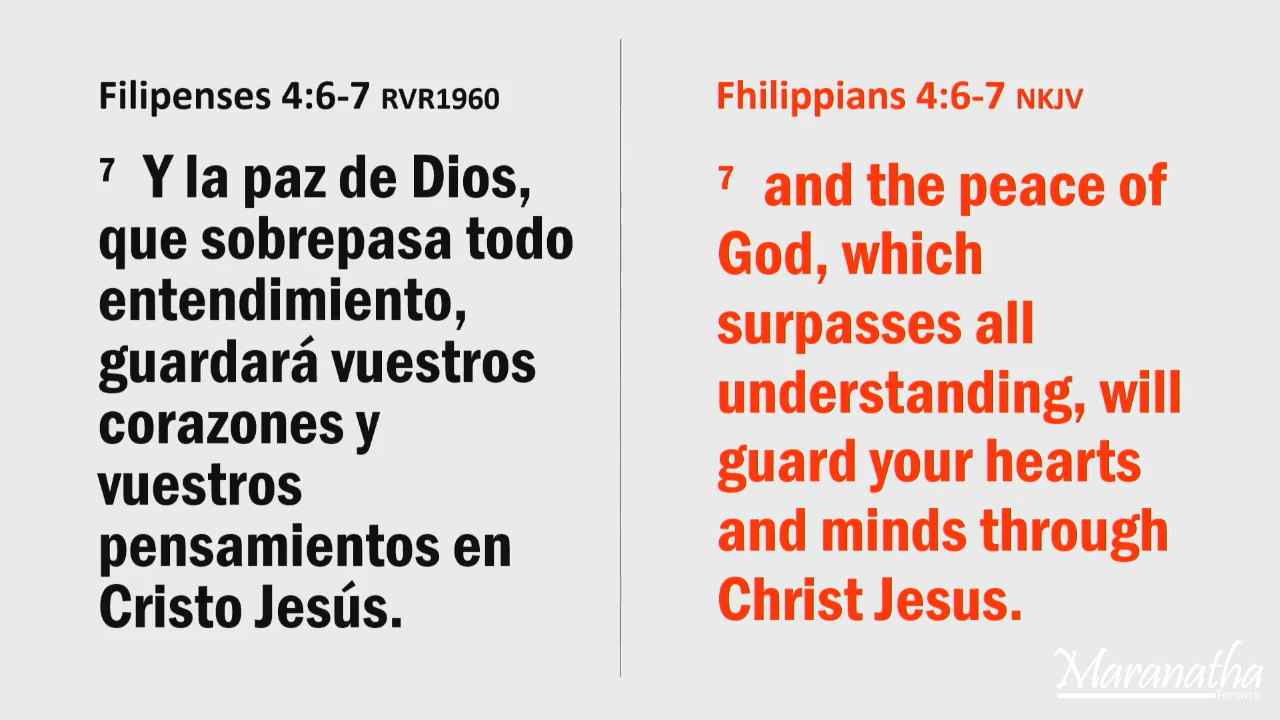 Filipenses 4:6-7 RVR1960
7 Y la paz de Dios,
que sobrepasa todo
entendimiento,
guardará vuestros
corazones y
vuestros
pensamientos en
Cristo Jesús.
Fhilippians 4:6-7 NKJV
7 and the peace of
God, which
surpasses all
understanding, will
guard your hearts
and minds through
Christ Jesus.
Maranatha
Toronto